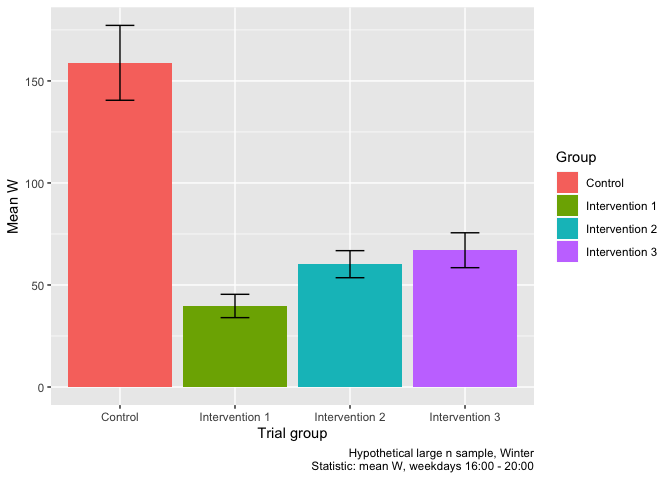 Mean W
150
100
50
0
Control
Intervention 1
Intervention 2
Intervention 3
Trial group
Group
Control
Intervention 1
Intervention 2
Intervention 3
Hypothetical large n sample, Winter
Statistic: mean W, weekdays 16:00 - 20:00